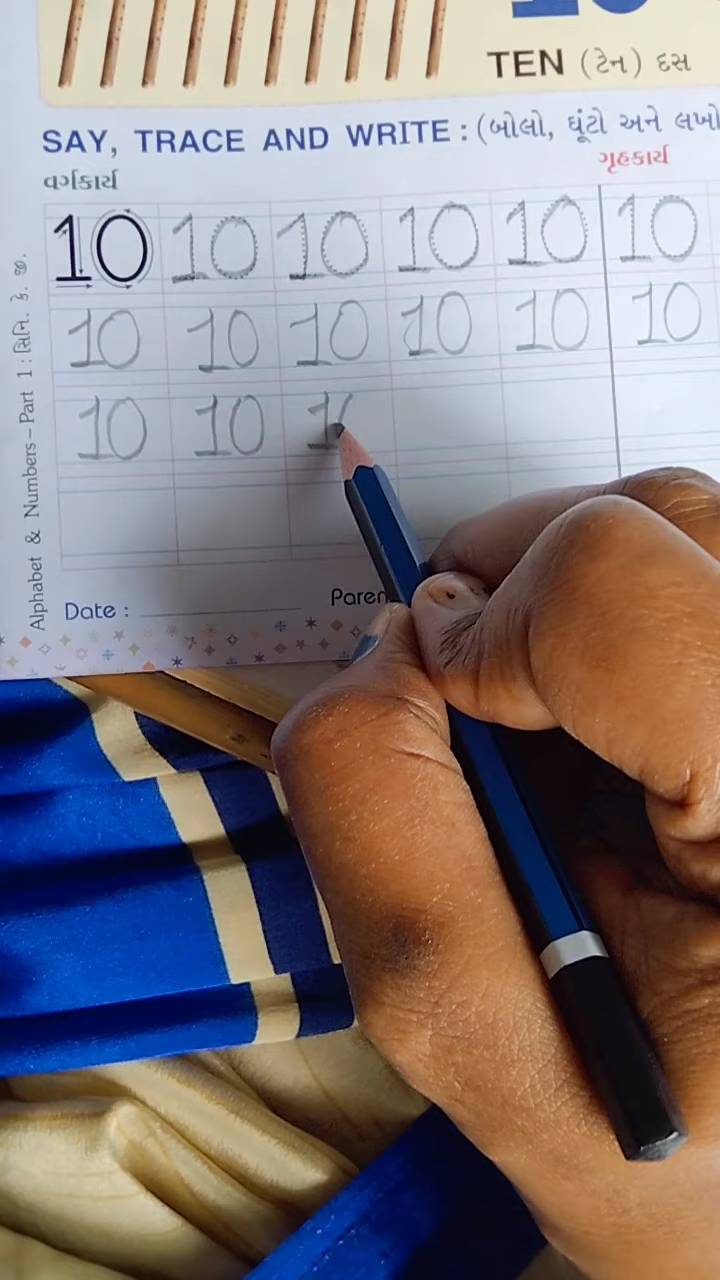 TEN (ટેન) દસ
SAY, TRACE AND WRITE : (બોલો, ઘૂંટો અને લખો
વર્ગકાર્ય ગૃહકાર્ય
10 10 10 10 10 10
10 10 10 10 10 10
10 10 1
Date :
Alphabet & Numbers – Part 1 : સિનિ. કે. જી.